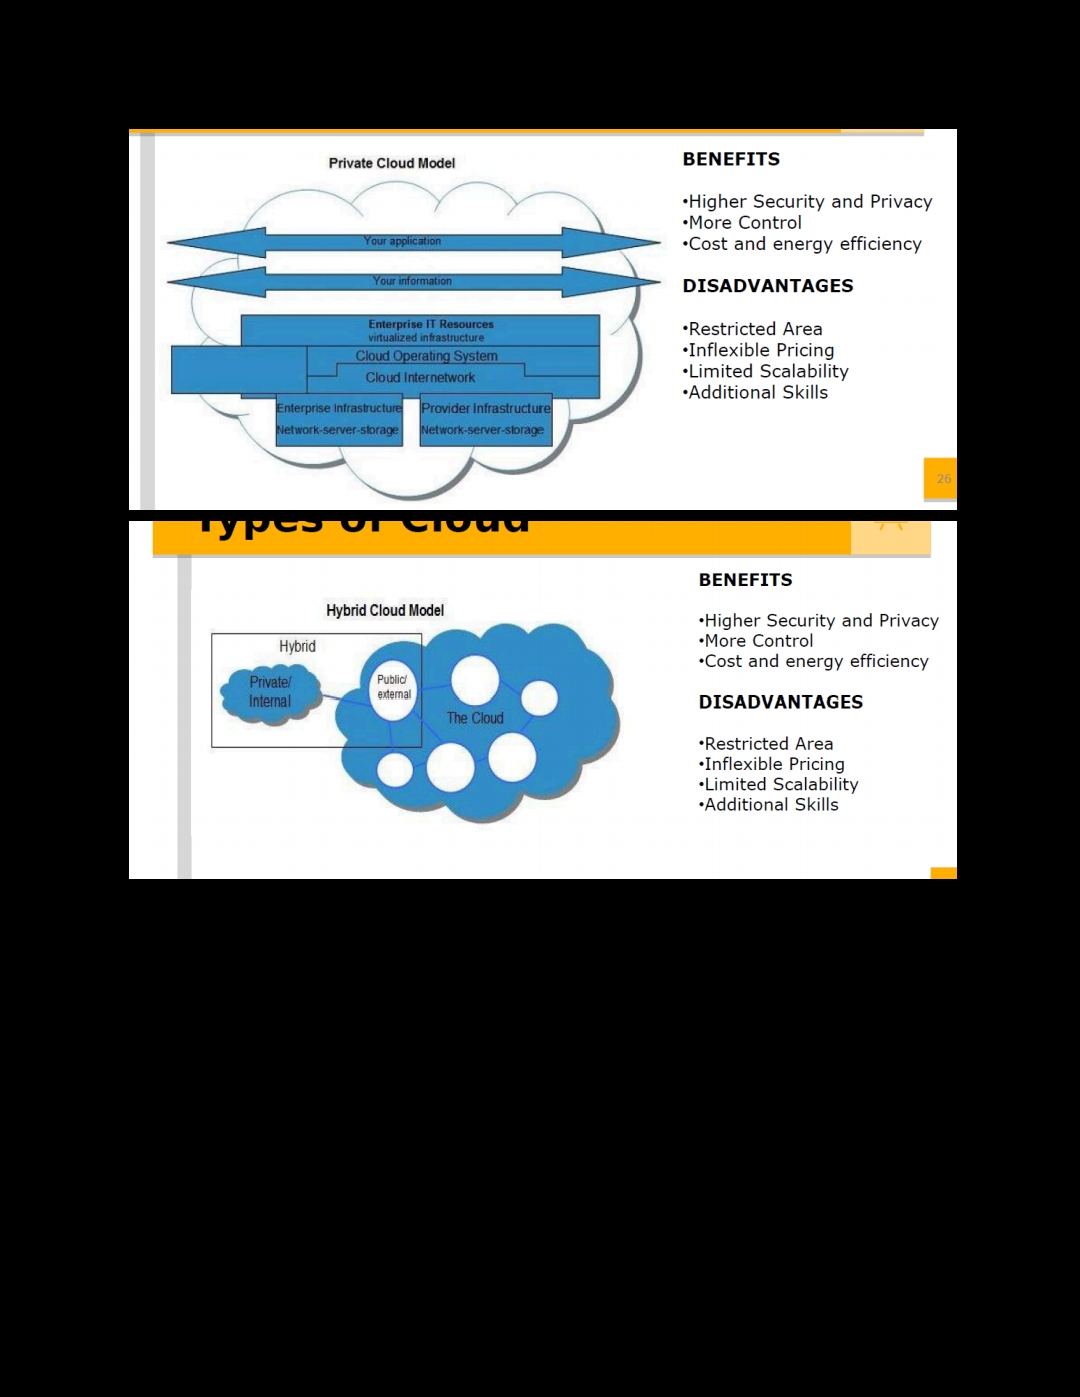 Private Cloud Model
Your application
Your information
Enterprise IT Resources
virtualized infrastructure
Cloud Operating System
Cloud Internetwork
Enterprise Infrastructure
Network-server-storage
Provider Infrastructure
Network-server-storage
BENEFITS
•Higher Security and Privacy
•More Control
•Cost and energy efficiency
DISADVANTAGES
•Restricted Area
•Inflexible Pricing
•Limited Scalability
•Additional Skills
26
Types of Cloud
Hybrid Cloud Model
Hybrid
Private/
Internal
Public/
external
The Cloud
BENEFITS
•Higher Security and Privacy
•More Control
•Cost and energy efficiency
DISADVANTAGES
•Restricted Area
•Inflexible Pricing
•Limited Scalability
•Additional Skills